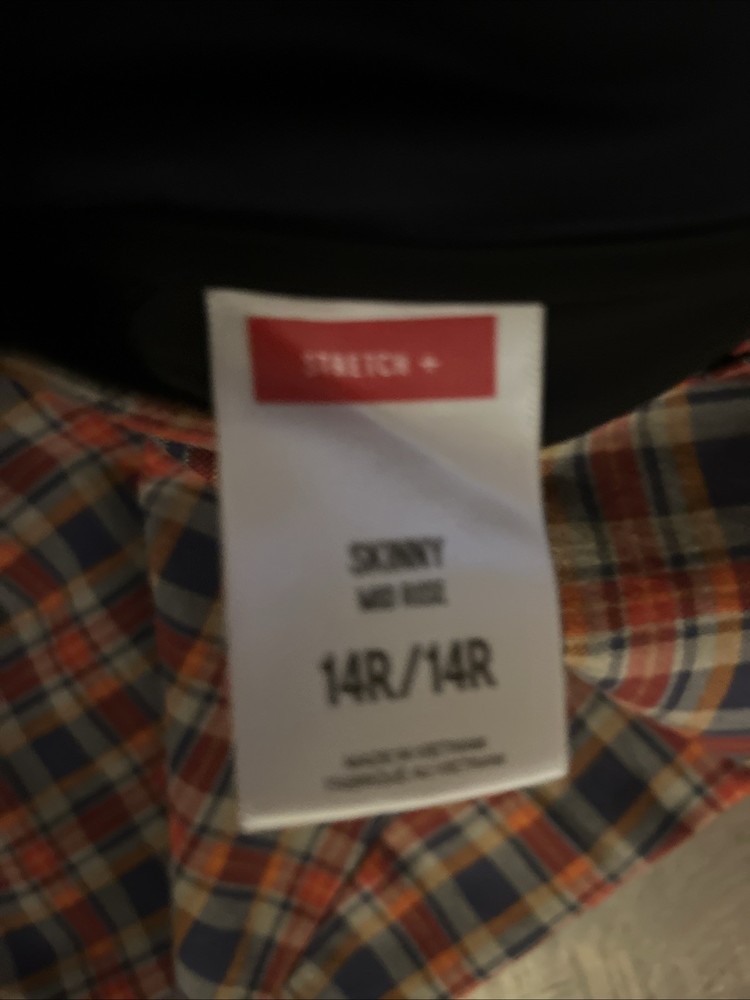 STRETCH +
SKINNY
MID RISE
14R/14R
MADE IN VIETNAM
FABRIQUÉ AU VIETNAM